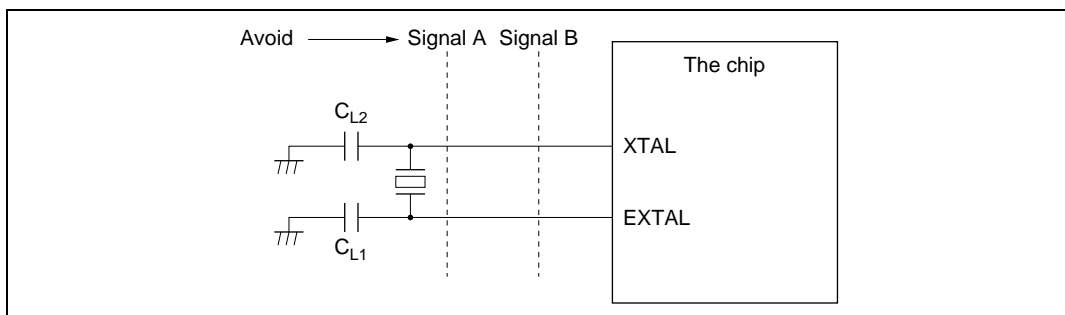 Avoid Signal A Signal B
The chip
CL2
XTAL
EXTAL
CL1